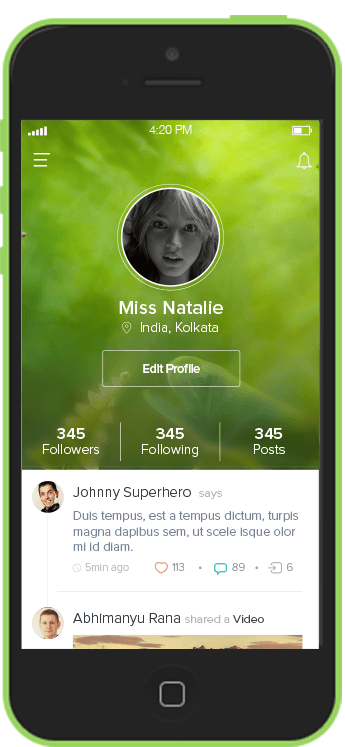 4:20 PM
Miss Natalie
India, Kolkata
Edit Profile
345 345 345
Followers Following Posts
Johnny Superhero says
Duis tempus, est a tempus dictum, turpis
magna dapibus sem, ut scele isque olor
mi id diam.
5min ago 113 • 89 • 6
Abhimanyu Rana shared a Video